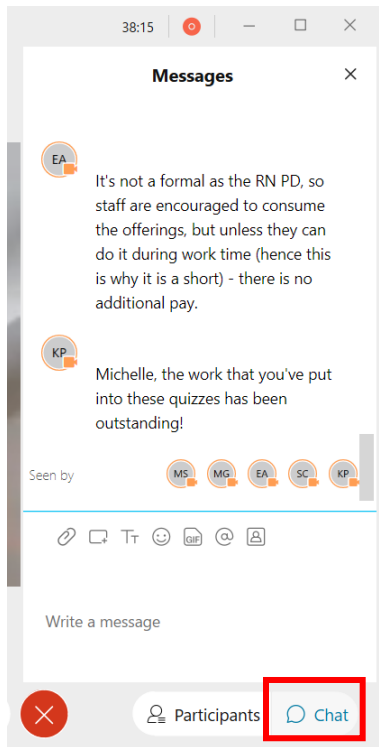 38:15
Messages
EA
It's not a formal as the RN PD, so
staff are encouraged to consume
the offerings, but unless they can
do it during work time (hence this
is why it is a short) - there is no
additional pay.
KP
Michelle, the work that you've put
into these quizzes has been
outstanding!
Seen by MS MG EA SC KP
Tт GIF @
Write a message
Participants Chat